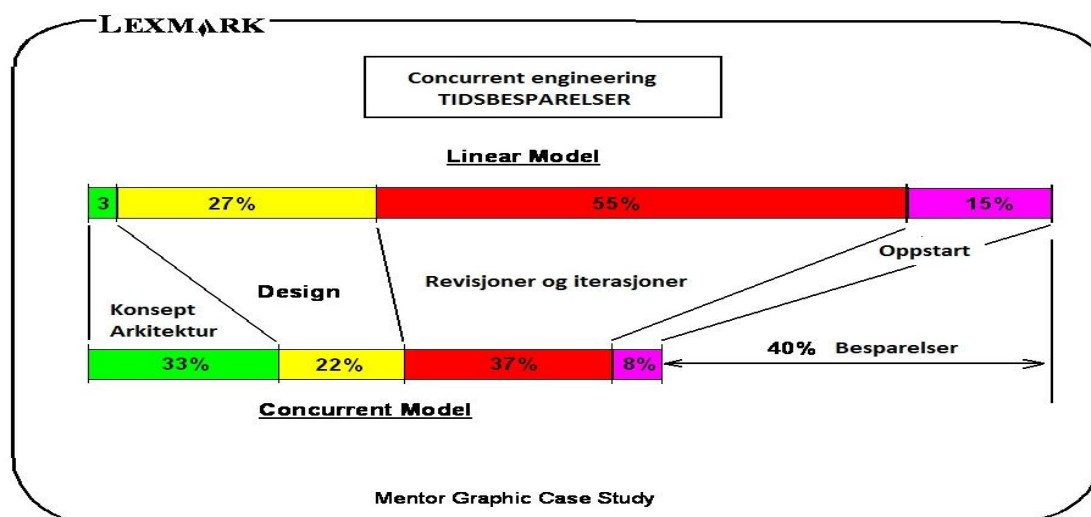 LEXMARK
Concurrent engineering
TIDSBESPARELSER
Linear Model
3
27%
55%
15%
Oppstart
Revisjoner og iterasjoner
Design
Konsept
Arkitektur
33%
22%
37%
8%
40% Besparelser
Concurrent Model
Mentor Graphic Case Study